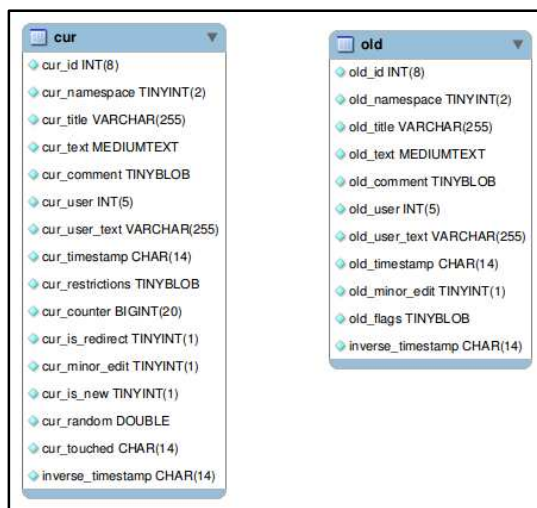 cur
cur_id INT(8)
cur_namespace TINYINT(2)
cur_title VARCHAR(255)
cur_text MEDIUMTEXT
cur_comment TINYBLOB
cur_user INT(5)
cur_user_text VARCHAR(255)
cur_timestamp CHAR(14)
cur_restrictions TINYBLOB
cur_counter BIGINT(20)
cur_is_redirect TINYINT(1)
cur_minor_edit TINYINT(1)
cur_is_new TINYINT(1)
cur_random DOUBLE
cur_touched CHAR(14)
inverse_timestamp CHAR(14)
old
old_id INT(8)
old_namespace TINYINT(2)
old_title VARCHAR(255)
old_text MEDIUMTEXT
old_comment TINYBLOB
old_user INT(5)
old_user_text VARCHAR(255)
old_timestamp CHAR(14)
old_minor_edit TINYINT(1)
old_flags TINYBLOB
inverse_timestamp CHAR(14)